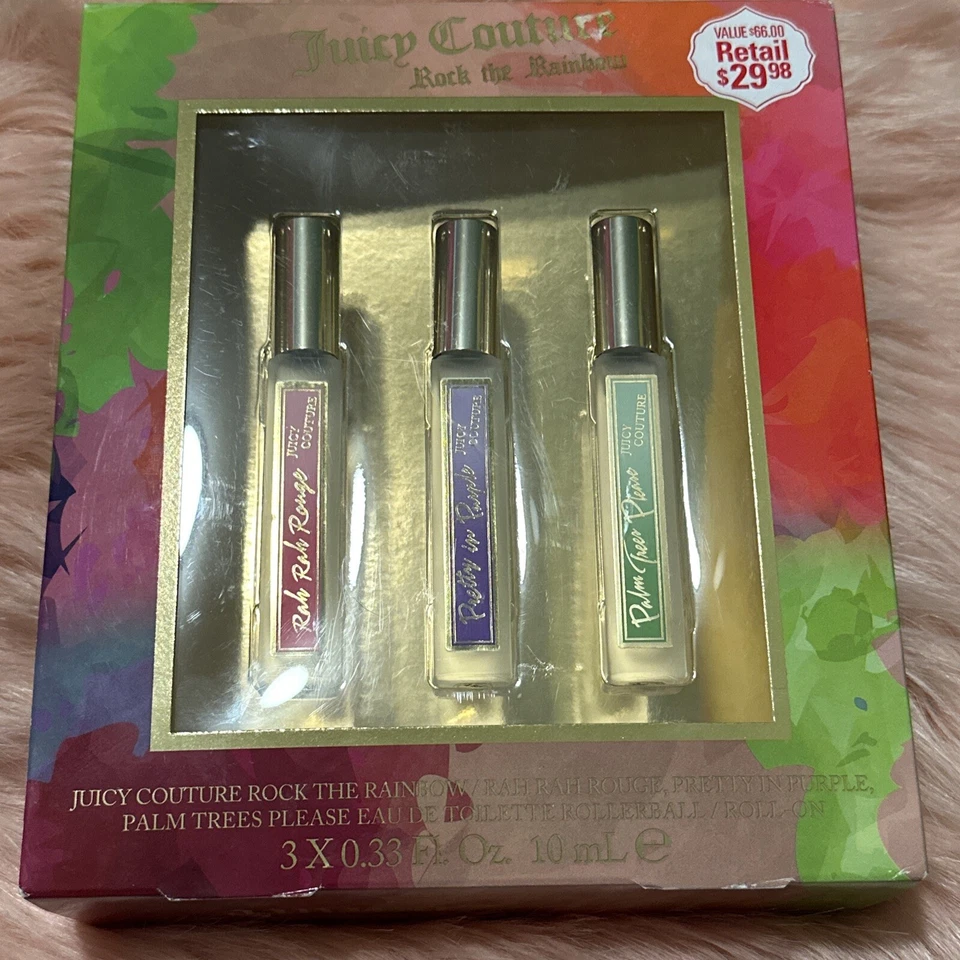 Juicy Couture
Rock the Rainbow
VALUE $66.00
Retail
$29.98
Rah Rah Rouge JUICY COUTURE
Pretty in Purple JUICY COUTURE
Palm Trees Please JUICY COUTURE
JUICY COUTURE ROCK THE RAINBOW / RAH RAH ROUGE, PRETTY IN PURPLE,
PALM TREES PLEASE EAU DE TOILETTE ROLLERBALL / ROLL-ON
3 X 0.33 Fl. Oz. 10 mL ℮